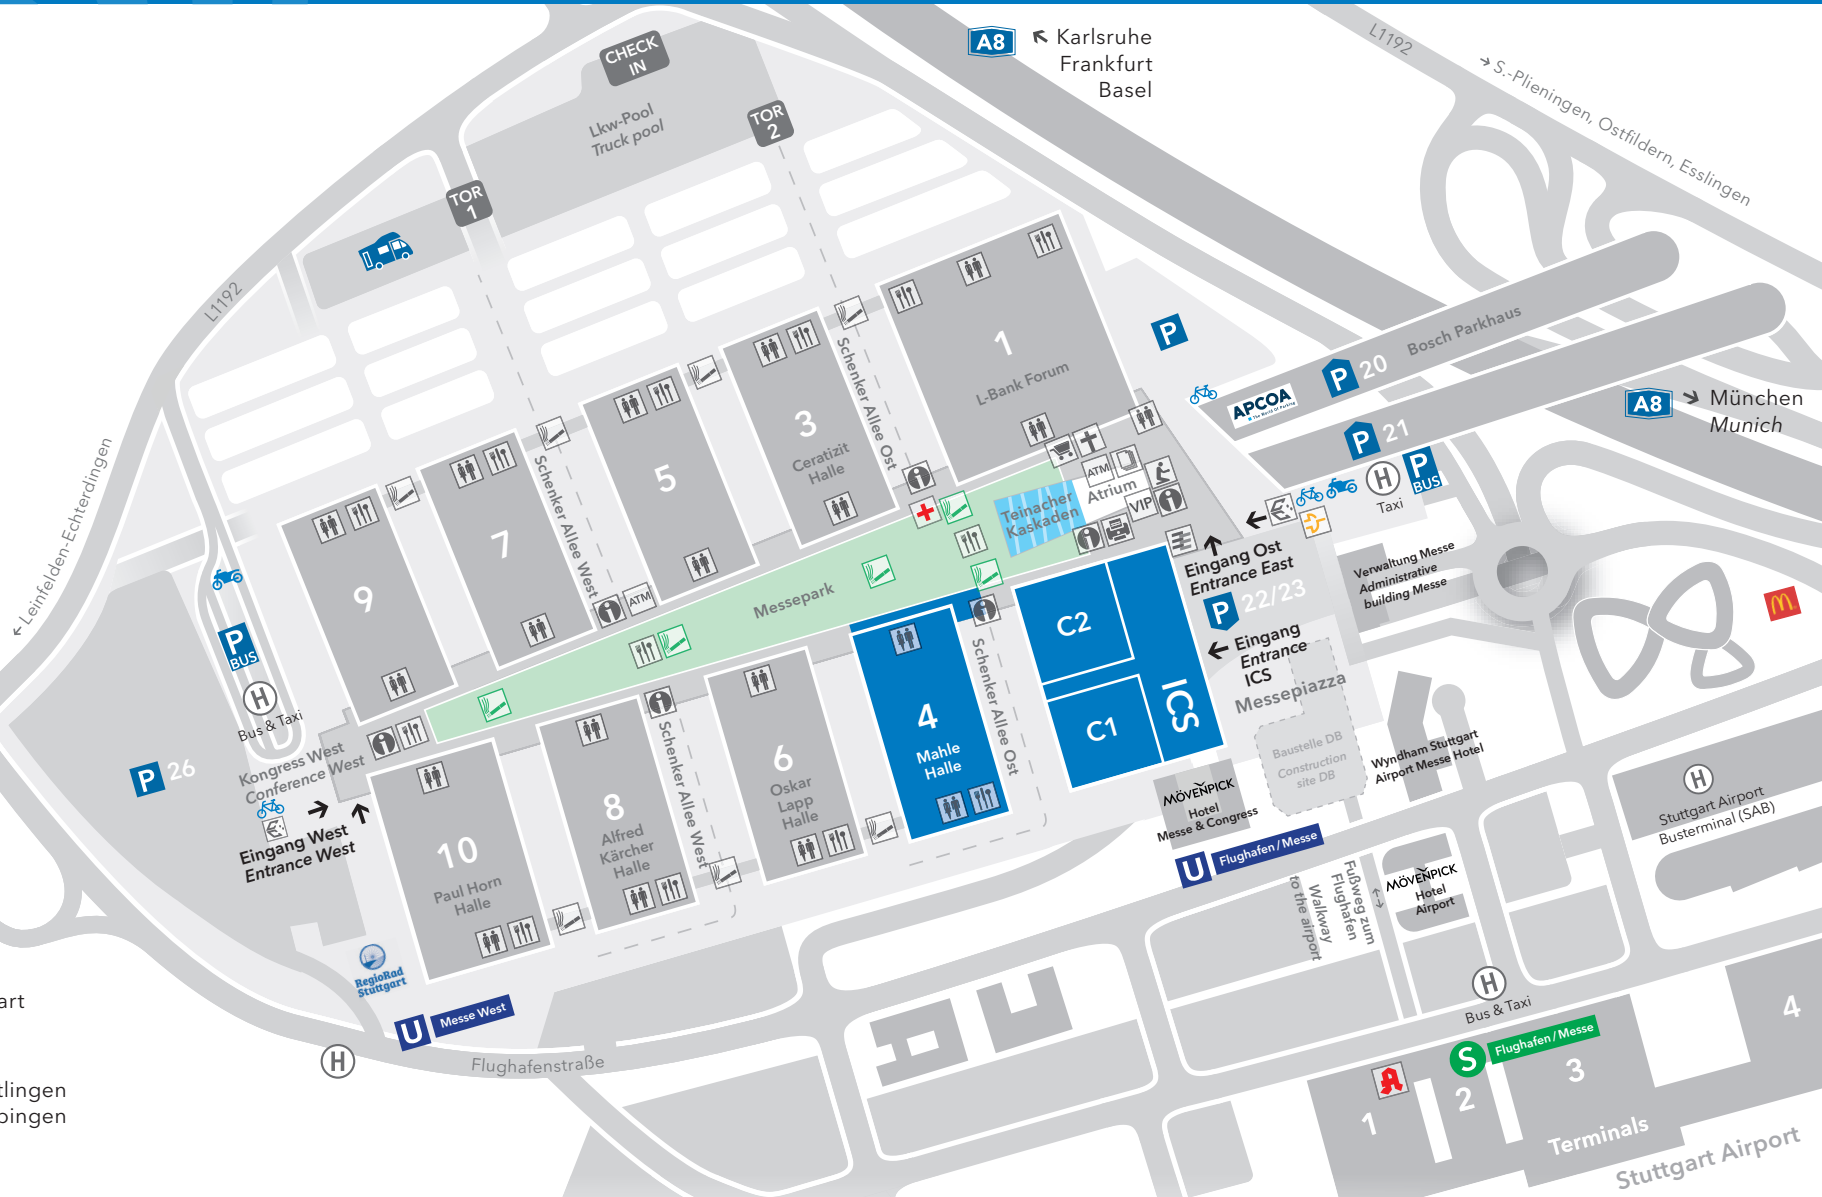 CHECK
IN
Lkw-Pool
Truck pool
TOR
1
TOR
2
A8
Karlsruhe
Frankfurt
Basel
L1192
S.-Plieningen, Ostfildern, Esslingen
L1192
Leinfelden-Echterdingen
1
L-Bank Forum
3
Ceratizit
Halle
5
7
9
Schenker Allee Ost
Schenker Allee West
P
Bosch Parkhaus
P 20
APCOA
P 21
A8
München
Munich
H
Taxi
P
BUS
ATM
Atrium
VIP
Teinacher
Kaskaden
Eingang Ost
Entrance East
P 22/23
Eingang
Entrance
ICS
Messepiazza
Verwaltung Messe
Administrative
building Messe
Messepark
ATM
C2
C1
ICS
4
Mahle
Halle
Schenker Allee Ost
6
Oskar
Lapp
Halle
8
Alfred
Kärcher
Halle
Schenker Allee West
10
Paul Horn
Halle
P
BUS
H
Bus & Taxi
P 26
Kongress West
Conference West
Eingang West
Entrance West
RegioRad
Stuttgart
U Messe West
H
Flughafenstraße
Baustelle DB
Construction
site DB
Wyndham Stuttgart
Airport Messe Hotel
MÖVENPICK
Hotel
Messe & Congress
U Flughafen / Messe
MÖVENPICK
Hotel
Airport
Fußweg zum
Flughafen
Walkway
to the airport
H
Stuttgart Airport
Busterminal (SAB)
H
Bus & Taxi
S Flughafen / Messe
1
2
3
4
Terminals
Stuttgart Airport
art
tlingen